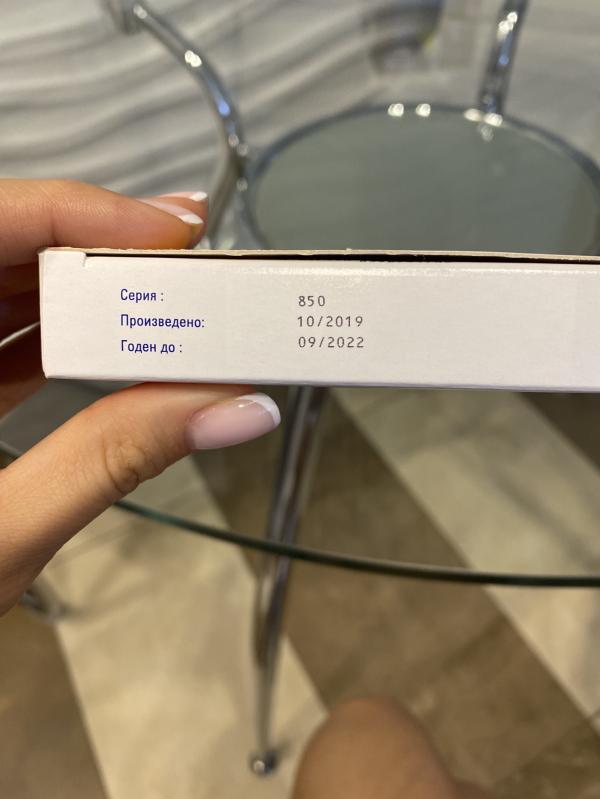 Серия : 850
Произведено: 10/2019
Годен до : 09/2022